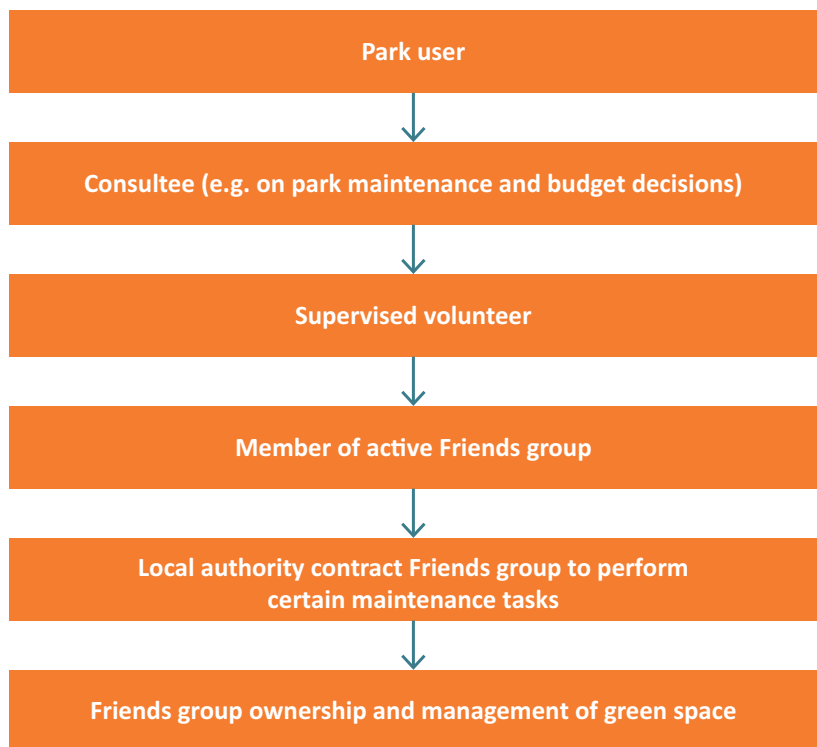 Park user
Consultee (e.g. on park maintenance and budget decisions)
Supervised volunteer
Member of active Friends group
Local authority contract Friends group to perform
certain maintenance tasks
Friends group ownership and management of green space